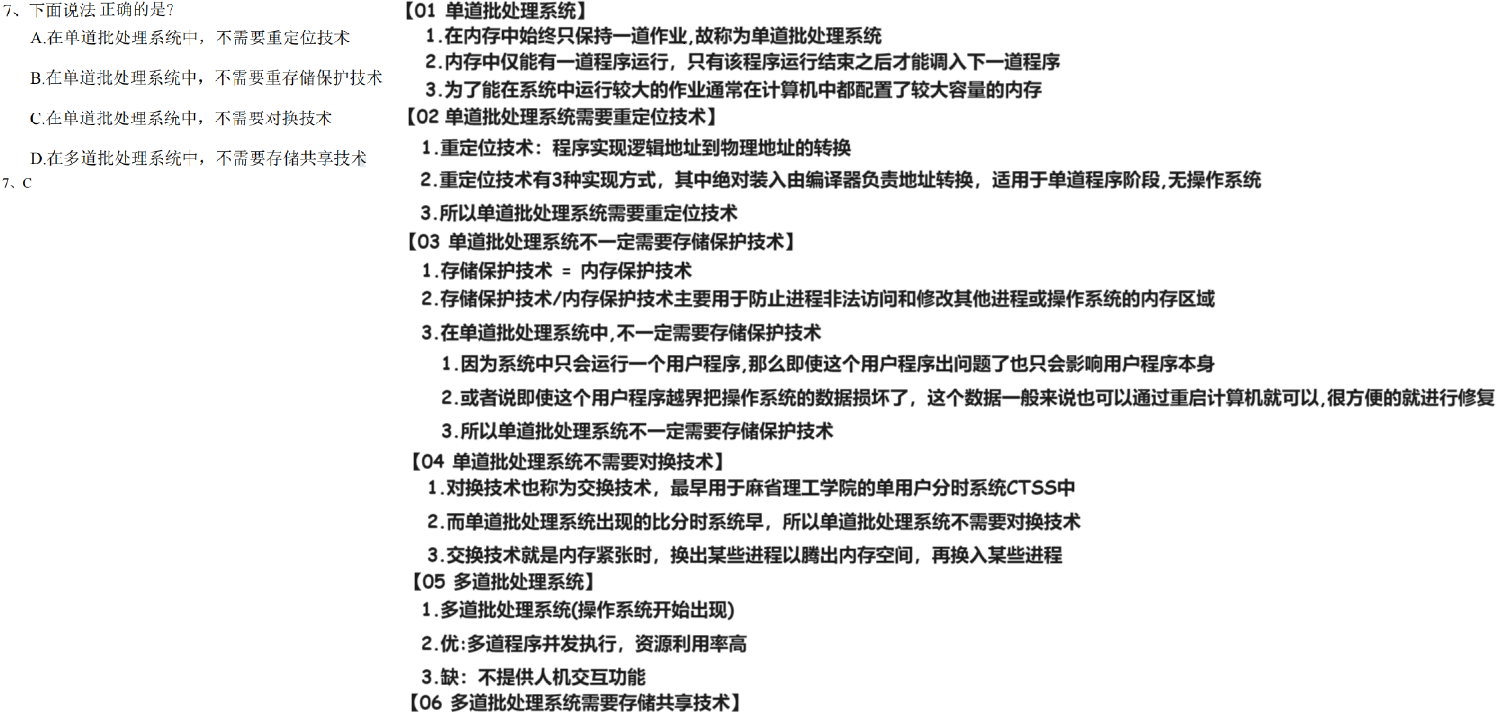 7、下面说法正确的是？
A.在单道批处理系统中，不需要重定位技术
B.在单道批处理系统中，不需要重存储保护技术
C.在单道批处理系统中，不需要对换技术
D.在多道批处理系统中，不需要存储共享技术
7、C
【01 单道批处理系统】
1.在内存中始终只保持一道作业,故称为单道批处理系统
2.内存中仅能有一道程序运行，只有该程序运行结束之后才能调入下一道程序
3.为了能在系统中运行较大的作业通常在计算机中都配置了较大容量的内存
【02 单道批处理系统需要重定位技术】
1.重定位技术：程序实现逻辑地址到物理地址的转换
2.重定位技术有3种实现方式，其中绝对装入由编译器负责地址转换，适用于单道程序阶段,无操作系统
3.所以单道批处理系统需要重定位技术
【03 单道批处理系统不一定需要存储保护技术】
1.存储保护技术 = 内存保护技术
2.存储保护技术/内存保护技术主要用于防止进程非法访问和修改其他进程或操作系统的内存区域
3.在单道批处理系统中,不一定需要存储保护技术
1.因为系统中只会运行一个用户程序,那么即使这个用户程序出问题了也只会影响用户程序本身
2.或者说即使这个用户程序越界把操作系统的数据损坏了，这个数据一般来说也可以通过重启计算机就可以,很方便的就进行修复
3.所以单道批处理系统不一定需要存储保护技术
【04 单道批处理系统不需要对换技术】
1.对换技术也称为交换技术，最早用于麻省理工学院的单用户分时系统CTSS中
2.而单道批处理系统出现的比分时系统早，所以单道批处理系统不需要对换技术
3.交换技术就是内存紧张时，换出某些进程以腾出内存空间，再换入某些进程
【05 多道批处理系统】
1.多道批处理系统(操作系统开始出现)
2.优:多道程序并发执行，资源利用率高
3.缺：不提供人机交互功能
【06 多道批处理系统需要存储共享技术】